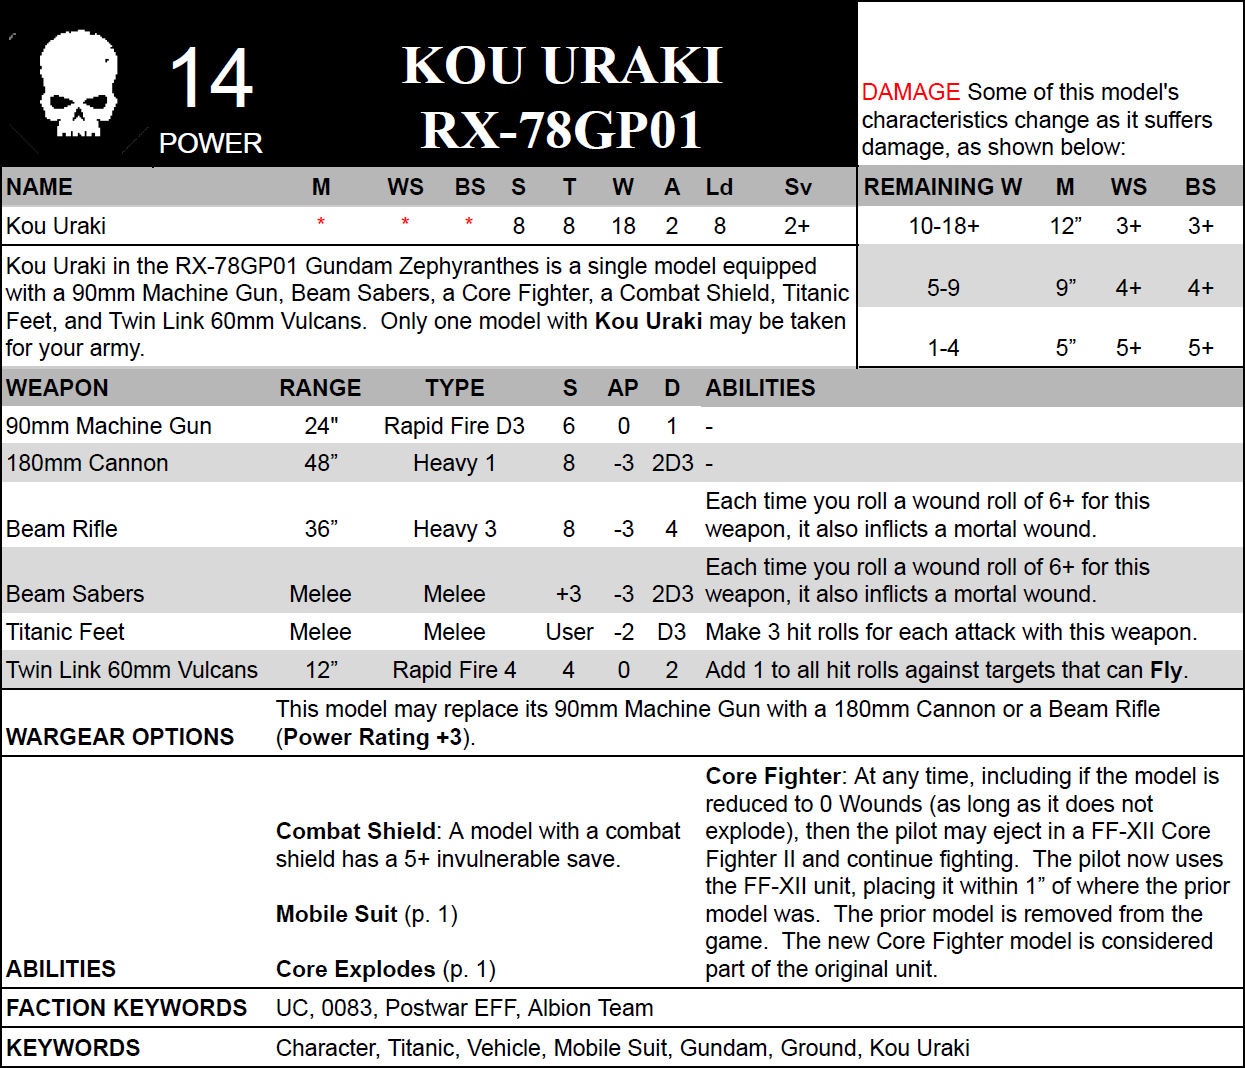 14
POWER
KOU URAKI
RX-78GP01
DAMAGE Some of this model's
characteristics change as it suffers
damage, as shown below:
NAME M WS BS S T W A Ld Sv
Kou Uraki * * * 8 8 18 2 8 2+
REMAINING W M WS BS
10-18+ 12” 3+ 3+
5-9 9” 4+ 4+
1-4 5” 5+ 5+
Kou Uraki in the RX-78GP01 Gundam Zephyranthes is a single model equipped
with a 90mm Machine Gun, Beam Sabers, a Core Fighter, a Combat Shield, Titanic
Feet, and Twin Link 60mm Vulcans. Only one model with Kou Uraki may be taken
for your army.
WEAPON RANGE TYPE S AP D ABILITIES
90mm Machine Gun 24" Rapid Fire D3 6 0 1 -
180mm Cannon 48” Heavy 1 8 -3 2D3 -
Each time you roll a wound roll of 6+ for this
Beam Rifle 36” Heavy 3 8 -3 4 weapon, it also inflicts a mortal wound.
Each time you roll a wound roll of 6+ for this
Beam Sabers Melee Melee +3 -3 2D3 weapon, it also inflicts a mortal wound.
Titanic Feet Melee Melee User -2 D3 Make 3 hit rolls for each attack with this weapon.
Twin Link 60mm Vulcans 12” Rapid Fire 4 4 0 2 Add 1 to all hit rolls against targets that can Fly.
This model may replace its 90mm Machine Gun with a 180mm Cannon or a Beam Rifle
WARGEAR OPTIONS (Power Rating +3).
ABILITIES
Combat Shield: A model with a combat
shield has a 5+ invulnerable save.
Mobile Suit (p. 1)
Core Explodes (p. 1)
Core Fighter: At any time, including if the model is
reduced to 0 Wounds (as long as it does not
explode), then the pilot may eject in a FF-XII Core
Fighter II and continue fighting. The pilot now uses
the FF-XII unit, placing it within 1” of where the prior
model was. The prior model is removed from the
game. The new Core Fighter model is considered
part of the original unit.
FACTION KEYWORDS UC, 0083, Postwar EFF, Albion Team
KEYWORDS Character, Titanic, Vehicle, Mobile Suit, Gundam, Ground, Kou Uraki